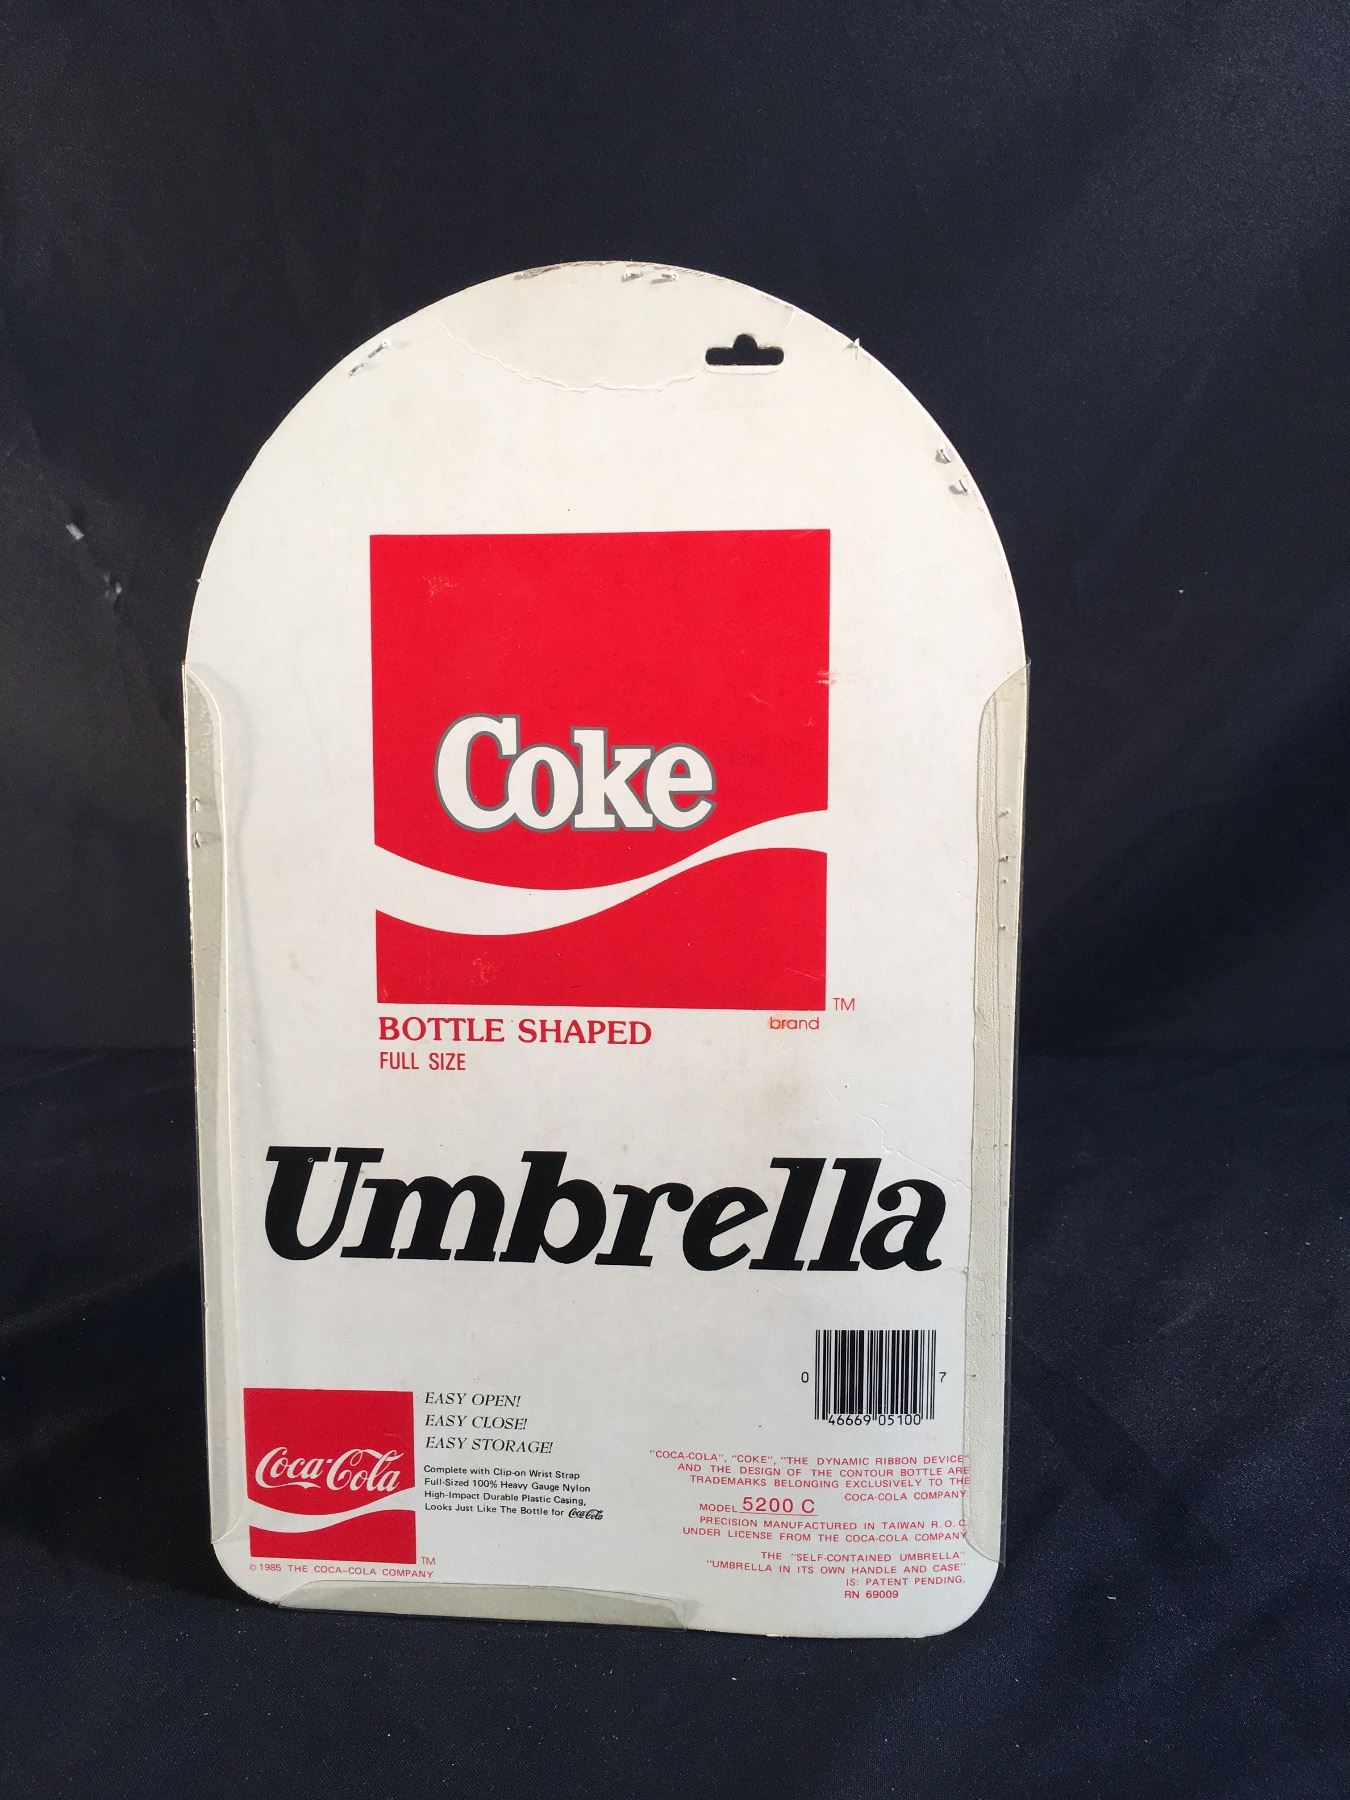 Coke
TM
brand
BOTTLE SHAPED
FULL SIZE
Umbrella
0
46669 05100
7
EASY OPEN!
EASY CLOSE!
EASY STORAGE!
Complete with Clip-on Wrist Strap
Full-Sized 100% Heavy Gauge Nylon
High-Impact Durable Plastic Casing,
Looks Just Like The Bottle for Coca-Cola
Coca-Cola
TM
© 1985 THE COCA-COLA COMPANY
"COCA-COLA", "COKE", "THE DYNAMIC RIBBON DEVICE"
AND THE DESIGN OF THE CONTOUR BOTTLE ARE
TRADEMARKS BELONGING EXCLUSIVELY TO THE
COCA-COLA COMPANY.
MODEL 5200 C
PRECISION MANUFACTURED IN TAIWAN R.O.C.
UNDER LICENSE FROM THE COCA-COLA COMPANY
THE "SELF-CONTAINED UMBRELLA"
"UMBRELLA IN ITS OWN HANDLE AND CASE"
IS: PATENT PENDING.
RN 69009